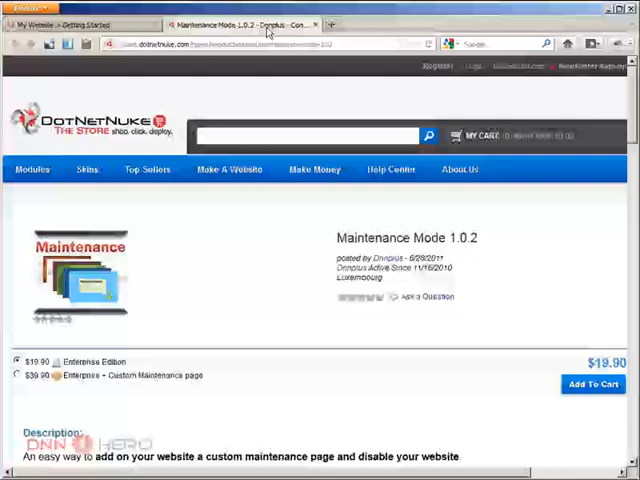 My Website > Getting Started
Maintenance Mode 1.0.2 - Dnnplus - Con...
Register
DotNetNuke
The Store shop. click. deploy.
MY CART
Modules Skins Top Sellers Make A Website Make Money Help Center About Us
Maintenance
Maintenance Mode 1.0.2
posted by Dnnplus - 6/28/2011
Dnnplus Active Since 11/16/2010
Luxembourg
Ask a Question
$19.90 Enterprise Edition
$39.90 Enterprise + Custom Maintenance page
$19.90
Add To Cart
Description:
DNN HERO
An easy way to add on your website a custom maintenance page and disable your website